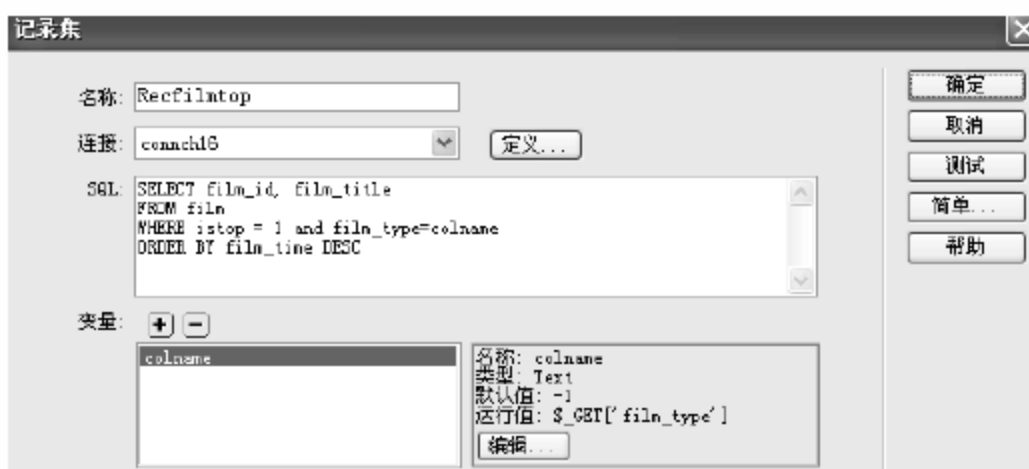 记录集
名称: Recfilmtop
确定
取消
连接: connch16 定义...
测试
SQL: SELECT film_id, film_title
FROM film
WHERE istop = 1 and film_type=colname
ORDER BY film_time DESC
简单...
帮助
变量:
colname
名称: colname
类型: Text
默认值: -1
运行值: $_GET['film_type']
编辑...